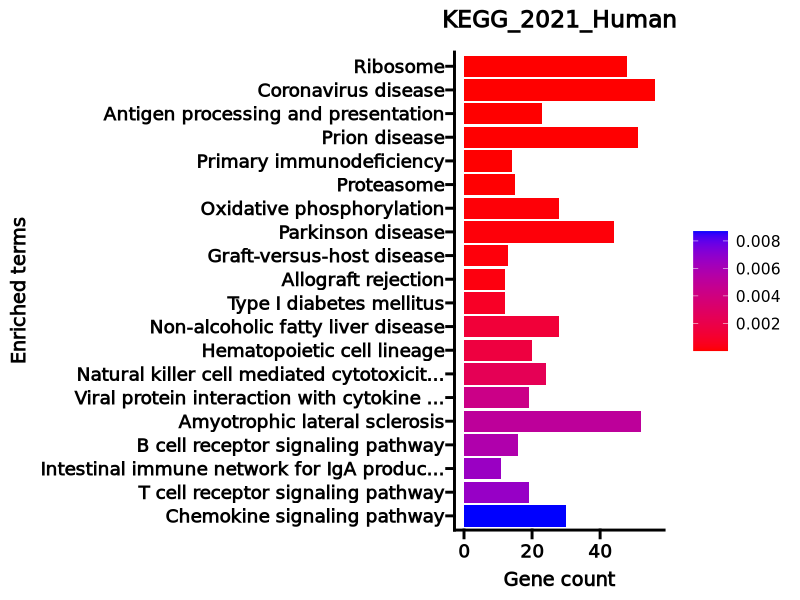 KEGG_2021_Human
Ribosome
Coronavirus disease
Antigen processing and presentation
Prion disease
Primary immunodeficiency
Proteasome
Oxidative phosphorylation
Parkinson disease
Graft-versus-host disease
Allograft rejection
Type I diabetes mellitus
Non-alcoholic fatty liver disease
Hematopoietic cell lineage
Natural killer cell mediated cytotoxicit...
Viral protein interaction with cytokine ...
Amyotrophic lateral sclerosis
B cell receptor signaling pathway
Intestinal immune network for IgA produc...
T cell receptor signaling pathway
Chemokine signaling pathway
Enriched terms
0 20 40
Gene count
0.008
0.006
0.004
0.002